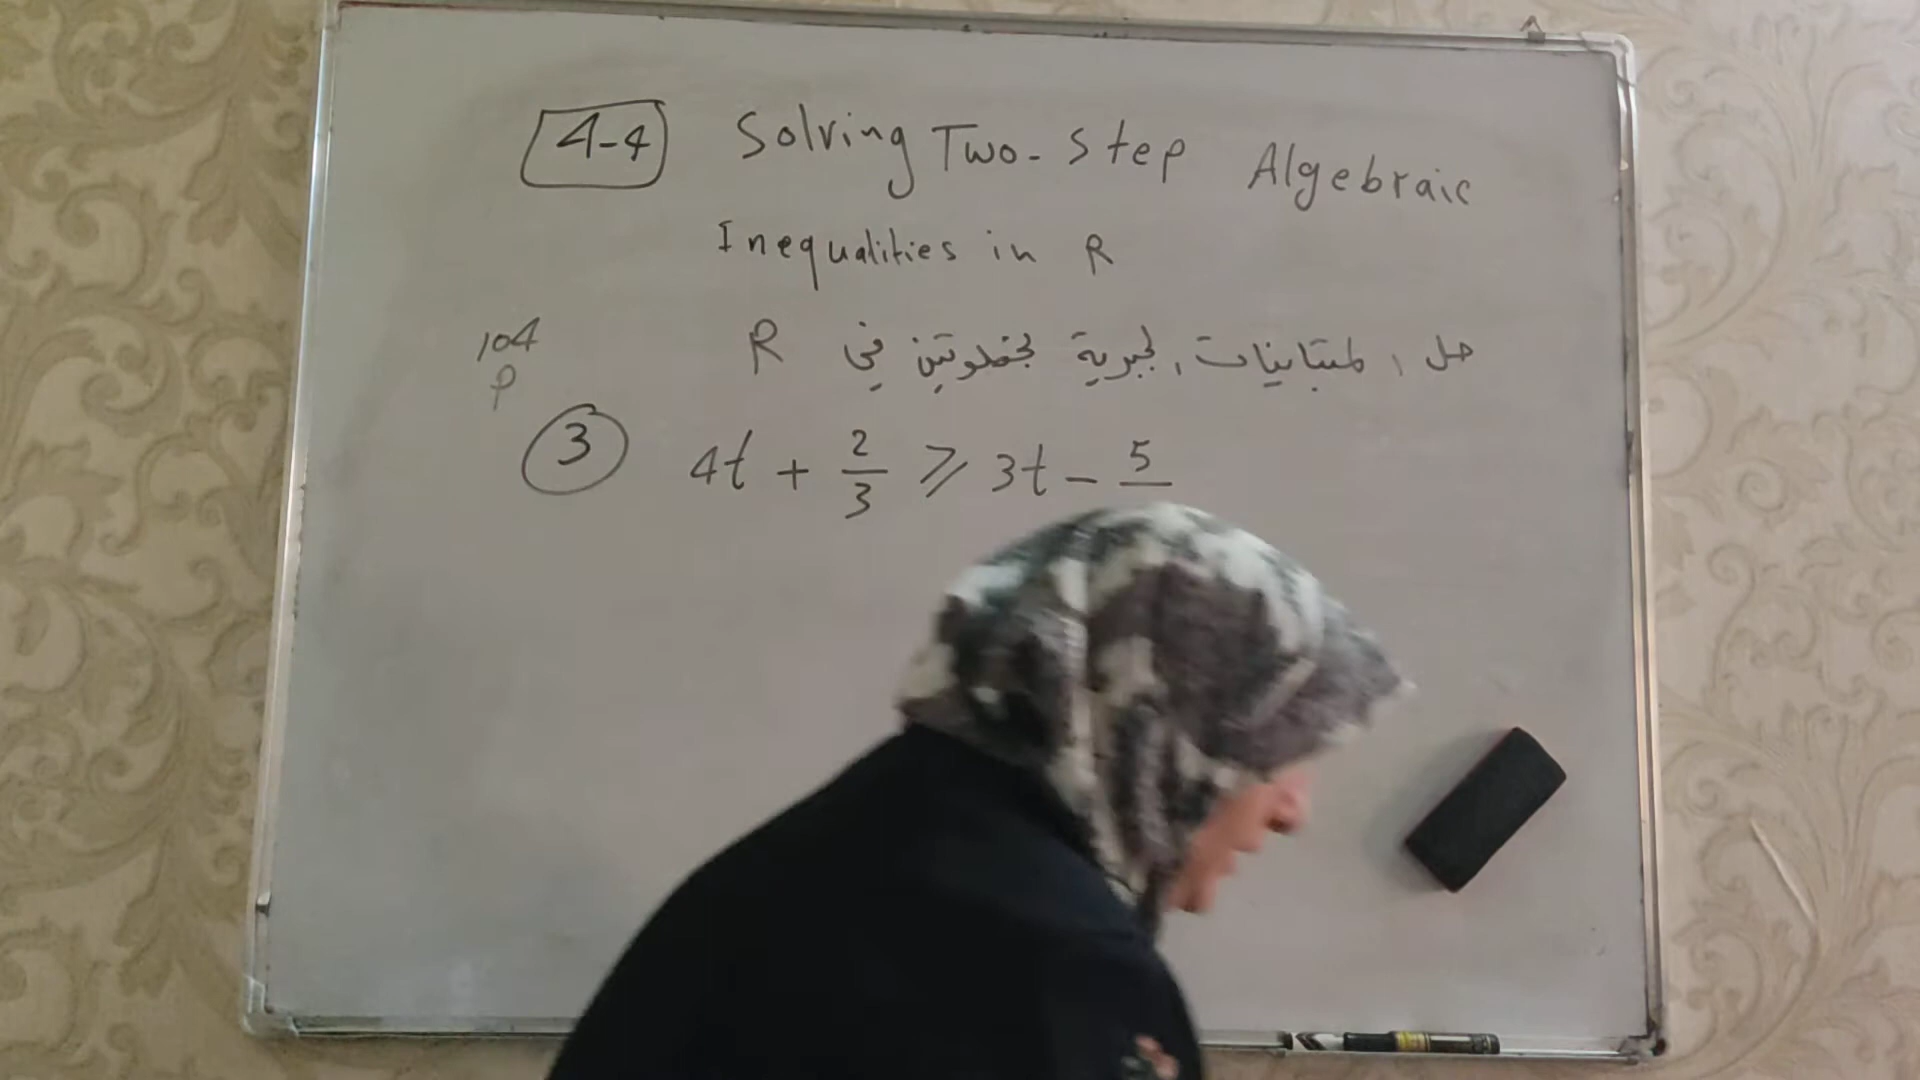 4-4 Solving Two-Step Algebraic
Inequalities in R
حل المتباينات الجبرية بخطوتين في R
104
P
3 4t + 2/3 ⩾ 3t - 5/